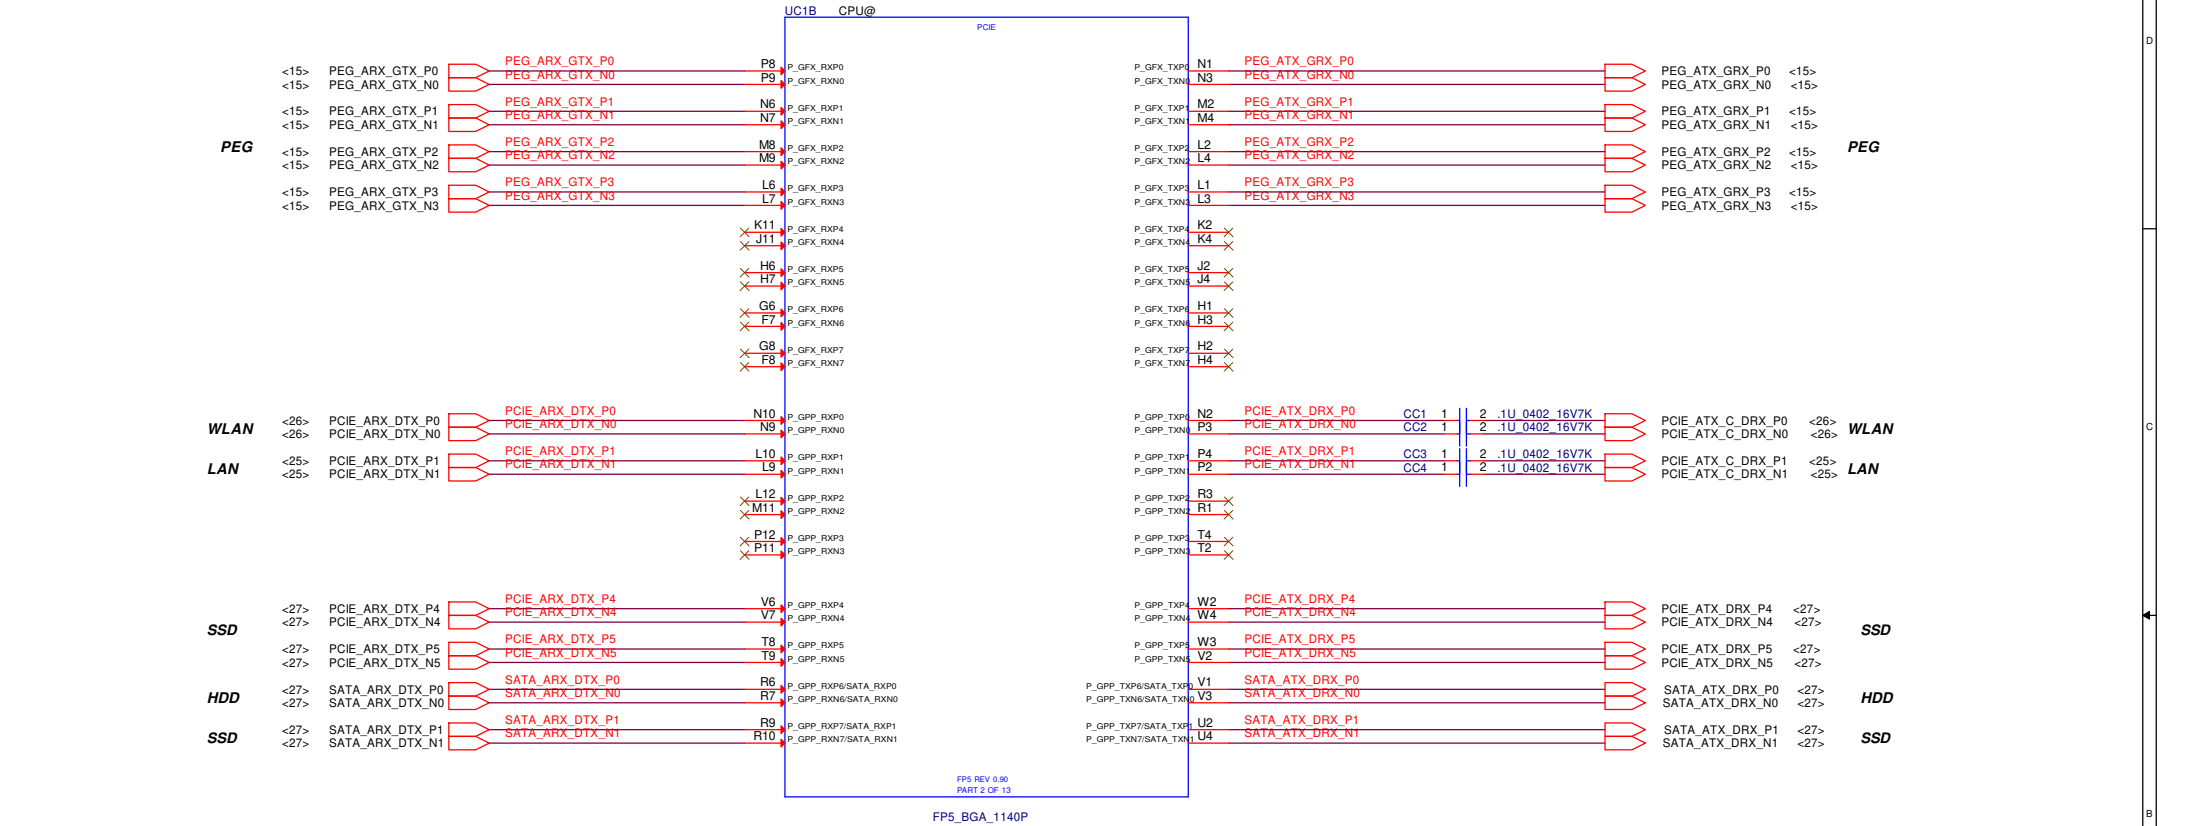 UC1B CPU@
PCIE
D
<15> PEG_ARX_GTX_P0 PEG_ARX_GTX_P0 P8 P_GFX_RXP0 P_GFX_TXP0 N1 PEG_ATX_GRX_P0 PEG_ATX_GRX_P0 <15>
<15> PEG_ARX_GTX_N0 PEG_ARX_GTX_N0 P9 P_GFX_RXN0 P_GFX_TXN0 N3 PEG_ATX_GRX_N0 PEG_ATX_GRX_N0 <15>
<15> PEG_ARX_GTX_P1 PEG_ARX_GTX_P1 N6 P_GFX_RXP1 P_GFX_TXP1 M2 PEG_ATX_GRX_P1 PEG_ATX_GRX_P1 <15>
<15> PEG_ARX_GTX_N1 PEG_ARX_GTX_N1 N7 P_GFX_RXN1 P_GFX_TXN1 M4 PEG_ATX_GRX_N1 PEG_ATX_GRX_N1 <15>
PEG PEG
<15> PEG_ARX_GTX_P2 PEG_ARX_GTX_P2 M8 P_GFX_RXP2 P_GFX_TXP2 L2 PEG_ATX_GRX_P2 PEG_ATX_GRX_P2 <15>
<15> PEG_ARX_GTX_N2 PEG_ARX_GTX_N2 M9 P_GFX_RXN2 P_GFX_TXN2 L4 PEG_ATX_GRX_N2 PEG_ATX_GRX_N2 <15>
<15> PEG_ARX_GTX_P3 PEG_ARX_GTX_P3 L6 P_GFX_RXP3 P_GFX_TXP3 L1 PEG_ATX_GRX_P3 PEG_ATX_GRX_P3 <15>
<15> PEG_ARX_GTX_N3 PEG_ARX_GTX_N3 L7 P_GFX_RXN3 P_GFX_TXN3 L3 PEG_ATX_GRX_N3 PEG_ATX_GRX_N3 <15>
K11 P_GFX_RXP4 P_GFX_TXP4 K2
J11 P_GFX_RXN4 P_GFX_TXN4 K4
H6 P_GFX_RXP5 P_GFX_TXP5 J2
H7 P_GFX_RXN5 P_GFX_TXN5 J4
G6 P_GFX_RXP6 P_GFX_TXP6 H1
F7 P_GFX_RXN6 P_GFX_TXN6 H3
G8 P_GFX_RXP7 P_GFX_TXP7 H2
F8 P_GFX_RXN7 P_GFX_TXN7 H4
<26> PCIE_ARX_DTX_P0 PCIE_ARX_DTX_P0 N10 P_GPP_RXP0 P_GPP_TXP0 N2 PCIE_ATX_DRX_P0 CC1 1 2 .1U_0402_16V7K PCIE_ATX_C_DRX_P0 <26>
WLAN C WLAN
<26> PCIE_ARX_DTX_N0 PCIE_ARX_DTX_N0 N9 P_GPP_RXN0 P_GPP_TXN0 P3 PCIE_ATX_DRX_N0 CC2 1 2 .1U_0402_16V7K PCIE_ATX_C_DRX_N0 <26>
<25> PCIE_ARX_DTX_P1 PCIE_ARX_DTX_P1 L10 P_GPP_RXP1 P_GPP_TXP1 P4 PCIE_ATX_DRX_P1 CC3 1 2 .1U_0402_16V7K PCIE_ATX_C_DRX_P1 <25>
LAN LAN
<25> PCIE_ARX_DTX_N1 PCIE_ARX_DTX_N1 L9 P_GPP_RXN1 P_GPP_TXN1 P2 PCIE_ATX_DRX_N1 CC4 1 2 .1U_0402_16V7K PCIE_ATX_C_DRX_N1 <25>
L12 P_GPP_RXP2 P_GPP_TXP2 R3
M11 P_GPP_RXN2 P_GPP_TXN2 R1
P12 P_GPP_RXP3 P_GPP_TXP3 T4
P11 P_GPP_RXN3 P_GPP_TXN3 T2
<27> PCIE_ARX_DTX_P4 PCIE_ARX_DTX_P4 V6 P_GPP_RXP4 P_GPP_TXP4 W2 PCIE_ATX_DRX_P4 PCIE_ATX_DRX_P4 <27>
<27> PCIE_ARX_DTX_N4 PCIE_ARX_DTX_N4 V7 P_GPP_RXN4 P_GPP_TXN4 W4 PCIE_ATX_DRX_N4 PCIE_ATX_DRX_N4 <27>
SSD SSD
<27> PCIE_ARX_DTX_P5 PCIE_ARX_DTX_P5 T8 P_GPP_RXP5 P_GPP_TXP5 W3 PCIE_ATX_DRX_P5 PCIE_ATX_DRX_P5 <27>
<27> PCIE_ARX_DTX_N5 PCIE_ARX_DTX_N5 T9 P_GPP_RXN5 P_GPP_TXN5 V2 PCIE_ATX_DRX_N5 PCIE_ATX_DRX_N5 <27>
<27> SATA_ARX_DTX_P0 SATA_ARX_DTX_P0 R6 P_GPP_RXP6/SATA_RXP0 P_GPP_TXP6/SATA_TXP0 V1 SATA_ATX_DRX_P0 SATA_ATX_DRX_P0 <27>
HDD HDD
<27> SATA_ARX_DTX_N0 SATA_ARX_DTX_N0 R7 P_GPP_RXN6/SATA_RXN0 P_GPP_TXN6/SATA_TXN0 V3 SATA_ATX_DRX_N0 SATA_ATX_DRX_N0 <27>
<27> SATA_ARX_DTX_P1 SATA_ARX_DTX_P1 R9 P_GPP_RXP7/SATA_RXP1 P_GPP_TXP7/SATA_TXP1 U2 SATA_ATX_DRX_P1 SATA_ATX_DRX_P1 <27>
SSD SSD
<27> SATA_ARX_DTX_N1 SATA_ARX_DTX_N1 R10 P_GPP_RXN7/SATA_RXN1 P_GPP_TXN7/SATA_TXN1 U4 SATA_ATX_DRX_N1 SATA_ATX_DRX_N1 <27>
FP5 REV 0.90
PART 2 OF 13
FP5_BGA_1140P
B